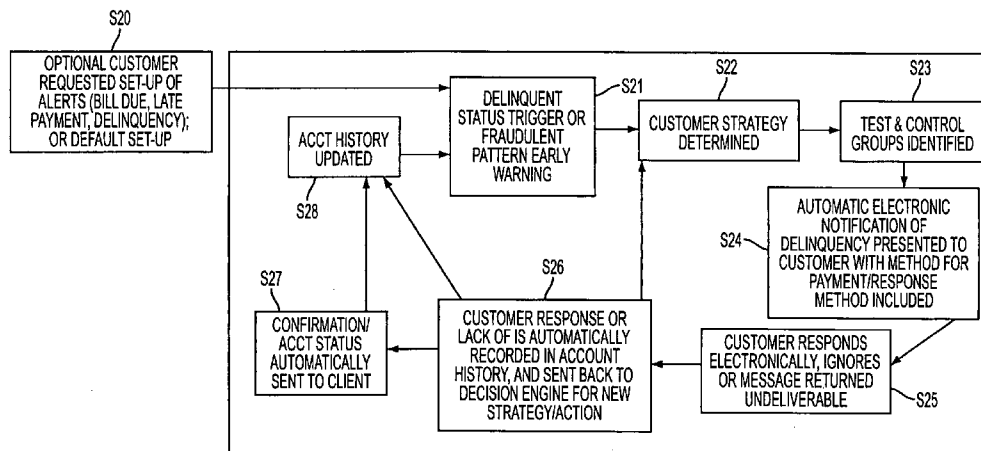 S20
OPTIONAL CUSTOMER
REQUESTED SET-UP OF
ALERTS (BILL DUE, LATE
PAYMENT, DELINQUENCY);
OR DEFAULT SET-UP
S21
DELINQUENT
STATUS TRIGGER OR
FRAUDULENT
PATTERN EARLY
WARNING
S22
CUSTOMER STRATEGY
DETERMINED
S23
TEST & CONTROL
GROUPS IDENTIFIED
S24
AUTOMATIC ELECTRONIC
NOTIFICATION OF
DELINQUENCY PRESENTED TO
CUSTOMER WITH METHOD FOR
PAYMENT/RESPONSE
METHOD INCLUDED
CUSTOMER RESPONDS
ELECTRONICALLY, IGNORES
OR MESSAGE RETURNED
UNDELIVERABLE
S25
S26
CUSTOMER RESPONSE OR
LACK OF IS AUTOMATICALLY
RECORDED IN ACCOUNT
HISTORY, AND SENT BACK TO
DECISION ENGINE FOR NEW
STRATEGY/ACTION
S27
CONFIRMATION/
ACCT STATUS
AUTOMATICALLY
SENT TO CLIENT
ACCT HISTORY
UPDATED
S28